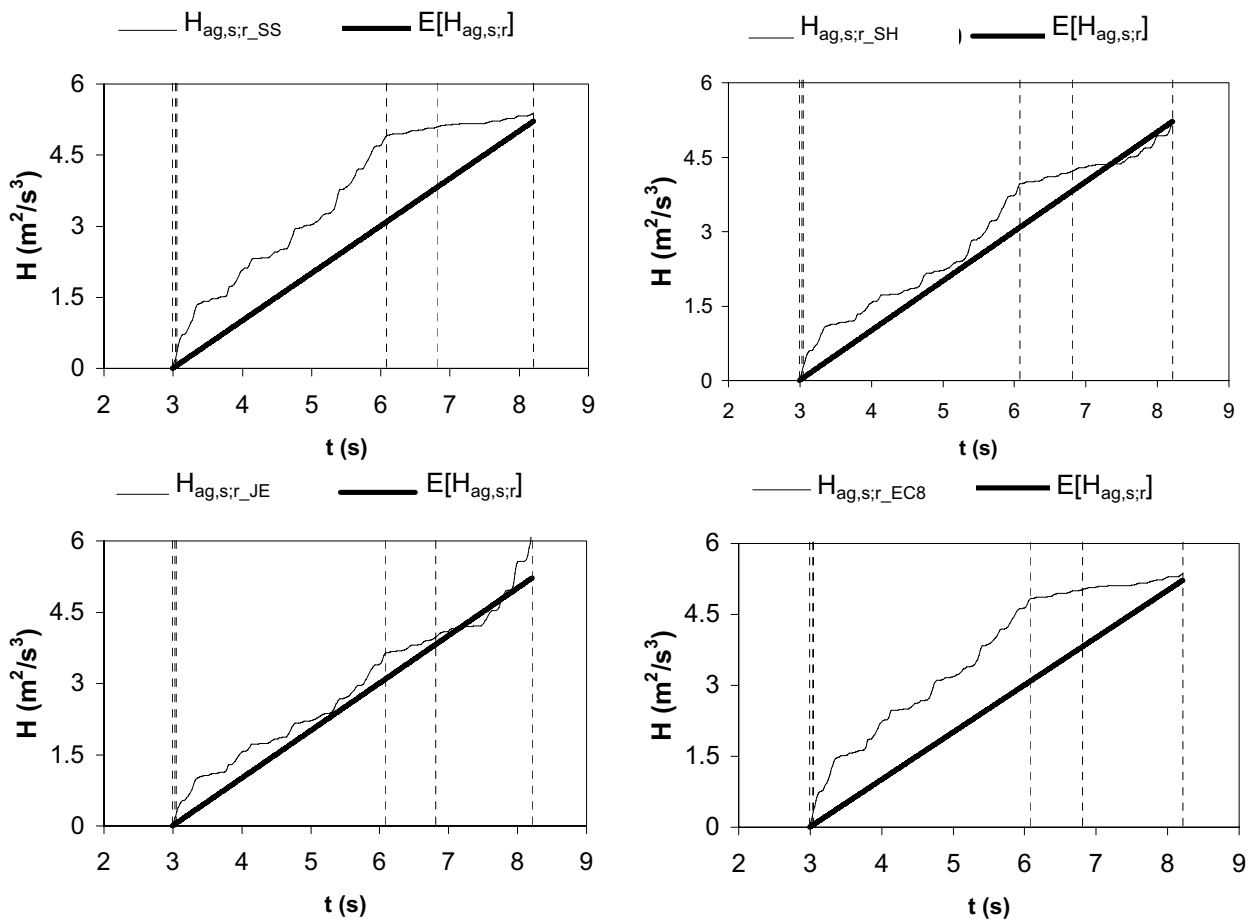 H_ag,s;r_SS E[H_ag,s;r]
6
4.5
3
1.5
0
H (m²/s³)
2 3 4 5 6 7 8 9
t (s)
H_ag,s;r_SH ) E[H_ag,s;r]
6
4.5
3
1.5
0
H (m²/s³)
2 3 4 5 6 7 8 9
t (s)
H_ag,s;r_JE E[H_ag,s;r]
6
4.5
3
1.5
0
H (m²/s³)
2 3 4 5 6 7 8 9
t (s)
H_ag,s;r_EC8 E[H_ag,s;r]
6
4.5
3
1.5
0
H (m²/s³)
2 3 4 5 6 7 8 9
t (s)